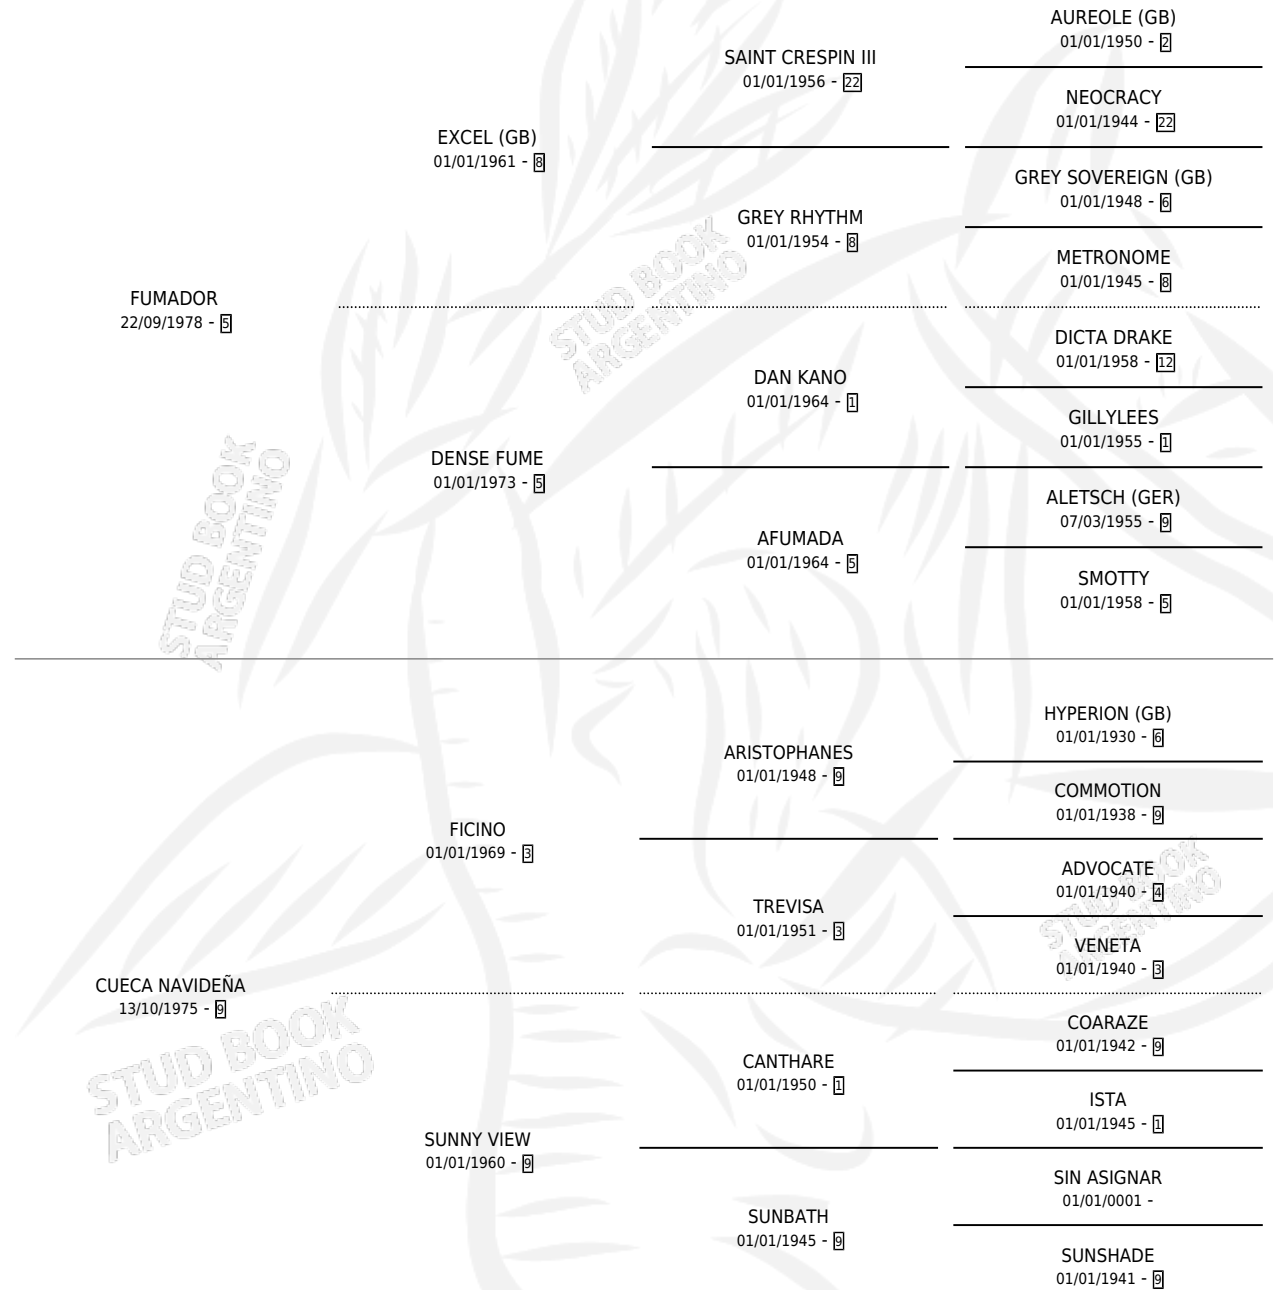 FUMADOR
22/09/1978 - 5
EXCEL (GB)
01/01/1961 - 8
SAINT CRESPIN III
01/01/1956 - 22
AUREOLE (GB)
01/01/1950 - 2
NEOCRACY
01/01/1944 - 22
GREY RHYTHM
01/01/1954 - 8
GREY SOVEREIGN (GB)
01/01/1948 - 6
METRONOME
01/01/1945 - 8
DENSE FUME
01/01/1973 - 5
DAN KANO
01/01/1964 - 1
DICTA DRAKE
01/01/1958 - 12
GILLYLEES
01/01/1955 - 1
AFUMADA
01/01/1964 - 5
ALETSCH (GER)
07/03/1955 - 9
SMOTTY
01/01/1958 - 5
CUECA NAVIDEÑA
13/10/1975 - 9
FICINO
01/01/1969 - 3
ARISTOPHANES
01/01/1948 - 9
HYPERION (GB)
01/01/1930 - 6
COMMOTION
01/01/1938 - 9
TREVISA
01/01/1951 - 3
ADVOCATE
01/01/1940 - 4
VENETA
01/01/1940 - 3
SUNNY VIEW
01/01/1960 - 9
CANTHARE
01/01/1950 - 1
COARAZE
01/01/1942 - 9
ISTA
01/01/1945 - 1
SUNBATH
01/01/1945 - 9
SIN ASIGNAR
01/01/0001 -
SUNSHADE
01/01/1941 - 9
STUD BOOK
ARGENTINO
STUD BOOK
ARGENTINO
STUD BOOK
ARGENTINO
STUD BOOK
ARGENTINO